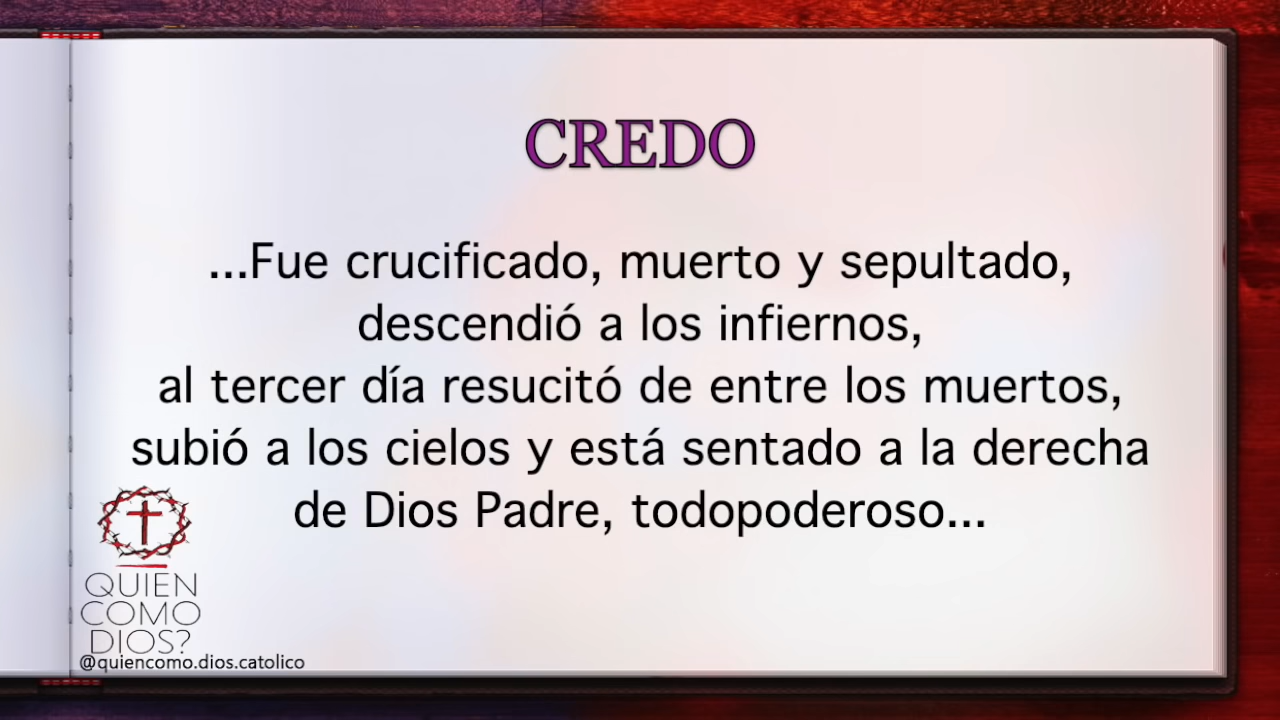 CREDO
...Fue crucificado, muerto y sepultado,
descendió a los infiernos,
al tercer día resucitó de entre los muertos,
subió a los cielos y está sentado a la derecha
de Dios Padre, todopoderoso...
QUIEN
COMO
DIOS?
@quiencomo.dios.catolico